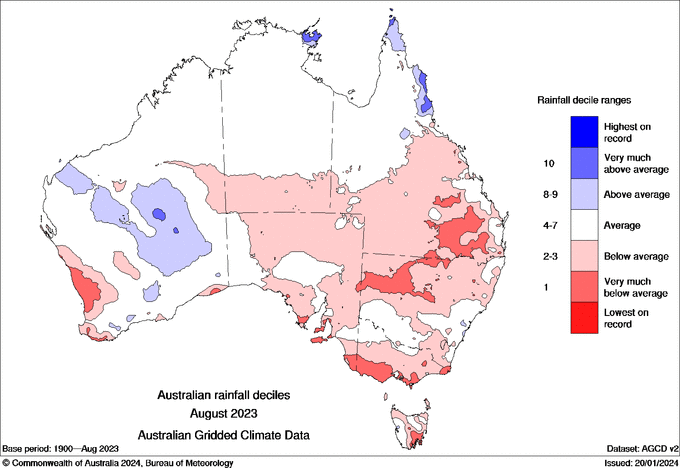 Rainfall decile ranges
Highest on
record
10
Very much
above average
8-9
Above average
4-7
Average
2-3
Below average
1
Very much
below average
Lowest on
record
Australian rainfall deciles
August 2023
Australian Gridded Climate Data
Base period: 1900—Aug 2023
Dataset: AGCD v2
© Commonwealth of Australia 2024, Bureau of Meteorology
Issued: 20/01/2024